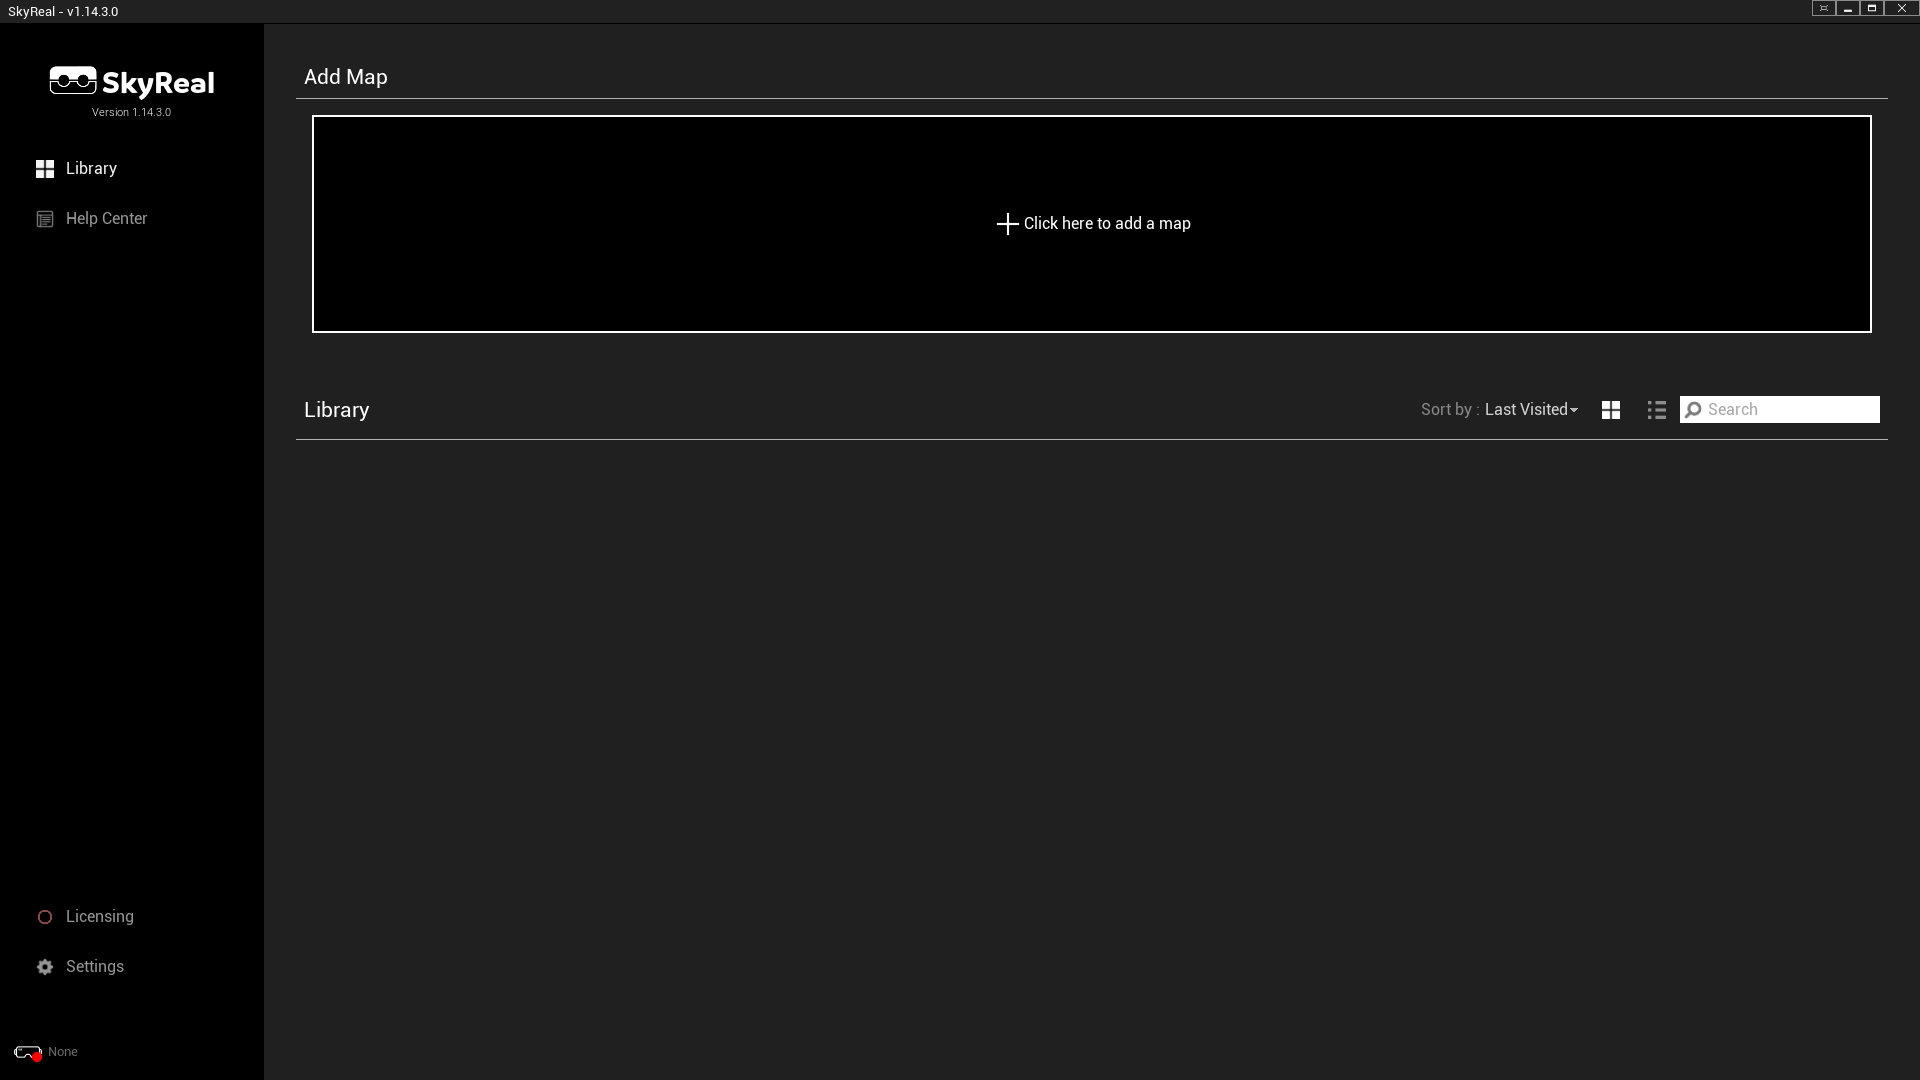 SkyReal - v1.14.3.0
SkyReal
Version 1.14.3.0
Library
Help Center
Licensing
Settings
None
Add Map
Click here to add a map
Library
Sort by : Last Visited
Search